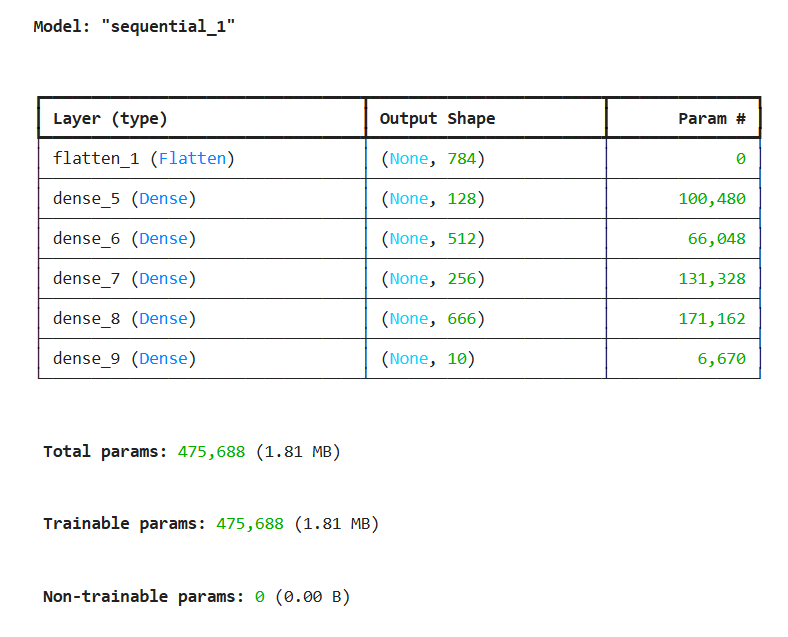 Model: "sequential_1"
Layer (type) Output Shape Param #
flatten_1 (Flatten) (None, 784) 0
dense_5 (Dense) (None, 128) 100,480
dense_6 (Dense) (None, 512) 66,048
dense_7 (Dense) (None, 256) 131,328
dense_8 (Dense) (None, 666) 171,162
dense_9 (Dense) (None, 10) 6,670
Total params: 475,688 (1.81 MB)
Trainable params: 475,688 (1.81 MB)
Non-trainable params: 0 (0.00 B)